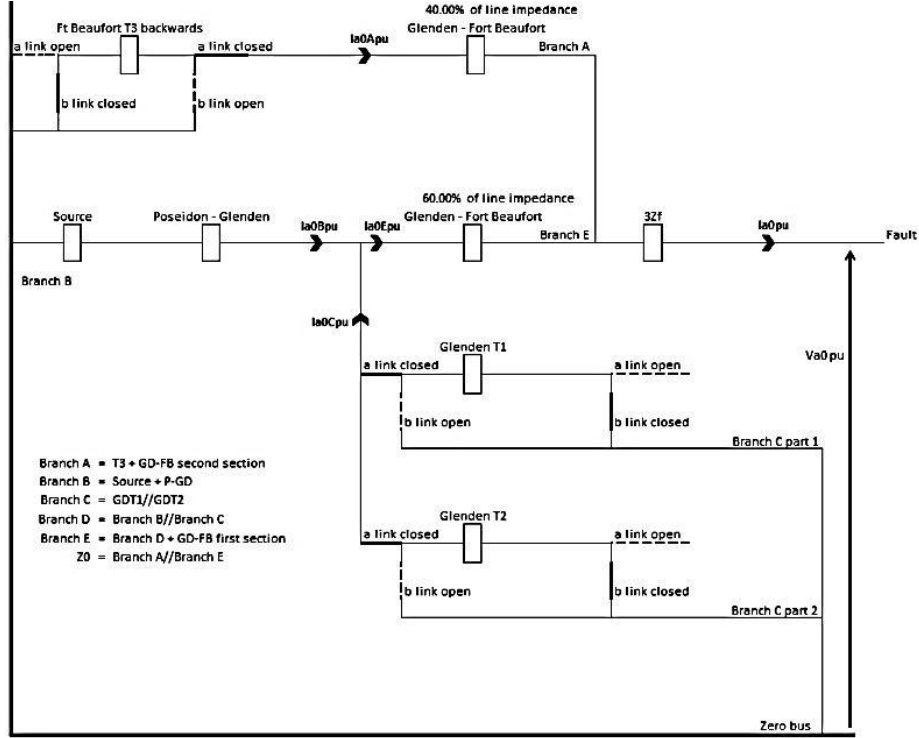 40.00% of line impedance
Ft Beaufort T3 backwards
Glenden - Fort Beaufort
a link open
a link closed
Ia0Apu
Branch A
b link closed
b link open
60.00% of line impedance
Source
Poseidon - Glenden
Ia0Bpu
Ia0Epu
Glenden - Fort Beaufort
Branch E
3Zf
Ia0pu
Fault
Branch B
Ia0Cpu
Glenden T1
Va0pu
a link closed
a link open
b link open
b link closed
Branch C part 1
Branch A = T3 + GD-FB second section
Branch B = Source + P-GD
Branch C = GDT1//GDT2
Branch D = Branch B//Branch C
Branch E = Branch D + GD-FB first section
Z0 = Branch A//Branch E
Glenden T2
a link closed
a link open
b link open
b link closed
Branch C part 2
Zero bus